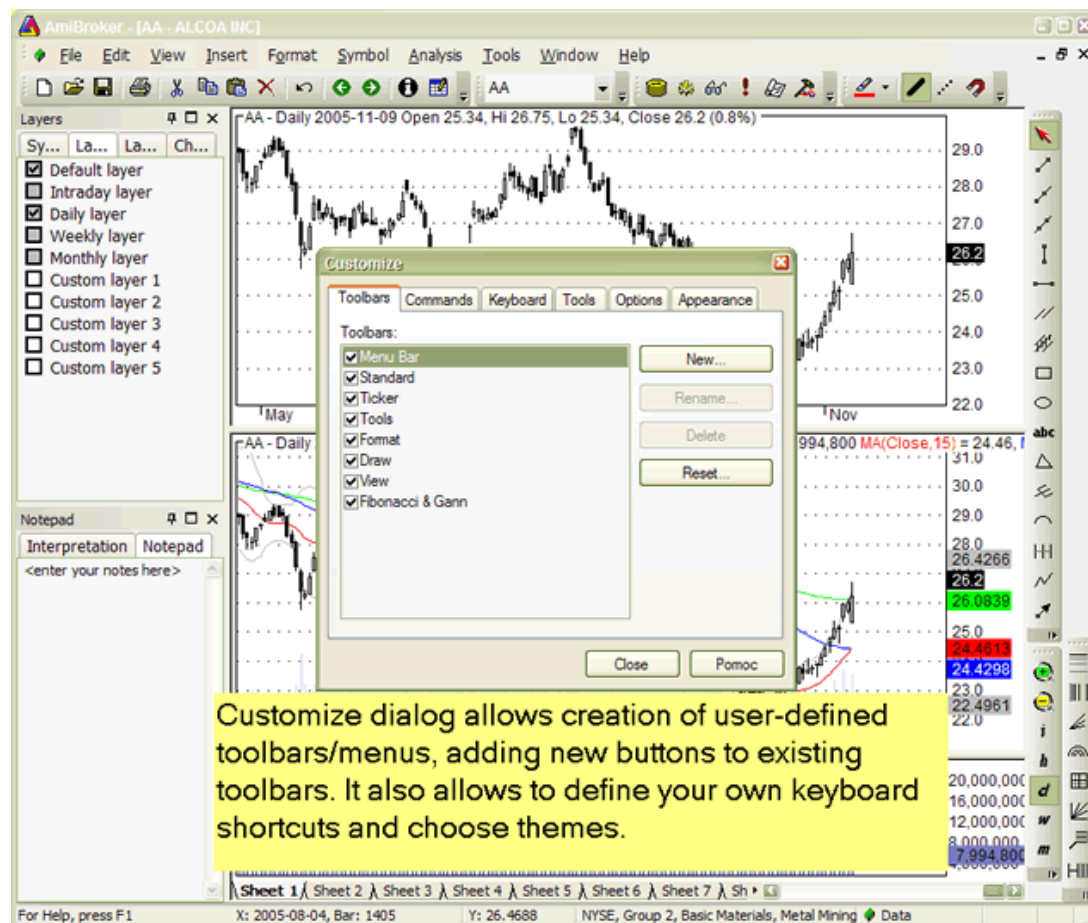 AmiBroker - [AA - ALCOA INC]
File Edit View Insert Format Symbol Analysis Tools Window Help
AA
Layers
Sy... La... La... Ch...
Default layer
Intraday layer
Daily layer
Weekly layer
Monthly layer
Custom layer 1
Custom layer 2
Custom layer 3
Custom layer 4
Custom layer 5
AA - Daily 2005-11-09 Open 25.34, Hi 26.75, Lo 25.34, Close 26.2 (0.8%)
29.0
28.0
27.0
26.2
25.0
24.0
23.0
22.0
May
Nov
abc
Customize
Toolbars Commands Keyboard Tools Options Appearance
Toolbars:
Menu Bar
Standard
Ticker
Tools
Format
Draw
View
Fibonacci & Gann
New...
Rename...
Delete
Reset...
Close Pomoc
AA - Daily
994,800 MA(Close,15) = 24.46,
31.0
30.0
29.0
28.0
26.4266
26.2
26.0839
25.0
24.4613
24.4298
23.0
22.4961
22.0
Notepad
Interpretation Notepad
<enter your notes here>
Customize dialog allows creation of user-defined
toolbars/menus, adding new buttons to existing
toolbars. It also allows to define your own keyboard
shortcuts and choose themes.
20,000,000
16,000,000
12,000,000
8,000,000
7,994,800
i
h
d
w
m
Sheet 1 Sheet 2 Sheet 3 Sheet 4 Sheet 5 Sheet 6 Sheet 7 Sh
For Help, press F1 X: 2005-08-04, Bar: 1405 Y: 26.4688 NYSE, Group 2, Basic Materials, Metal Mining Data